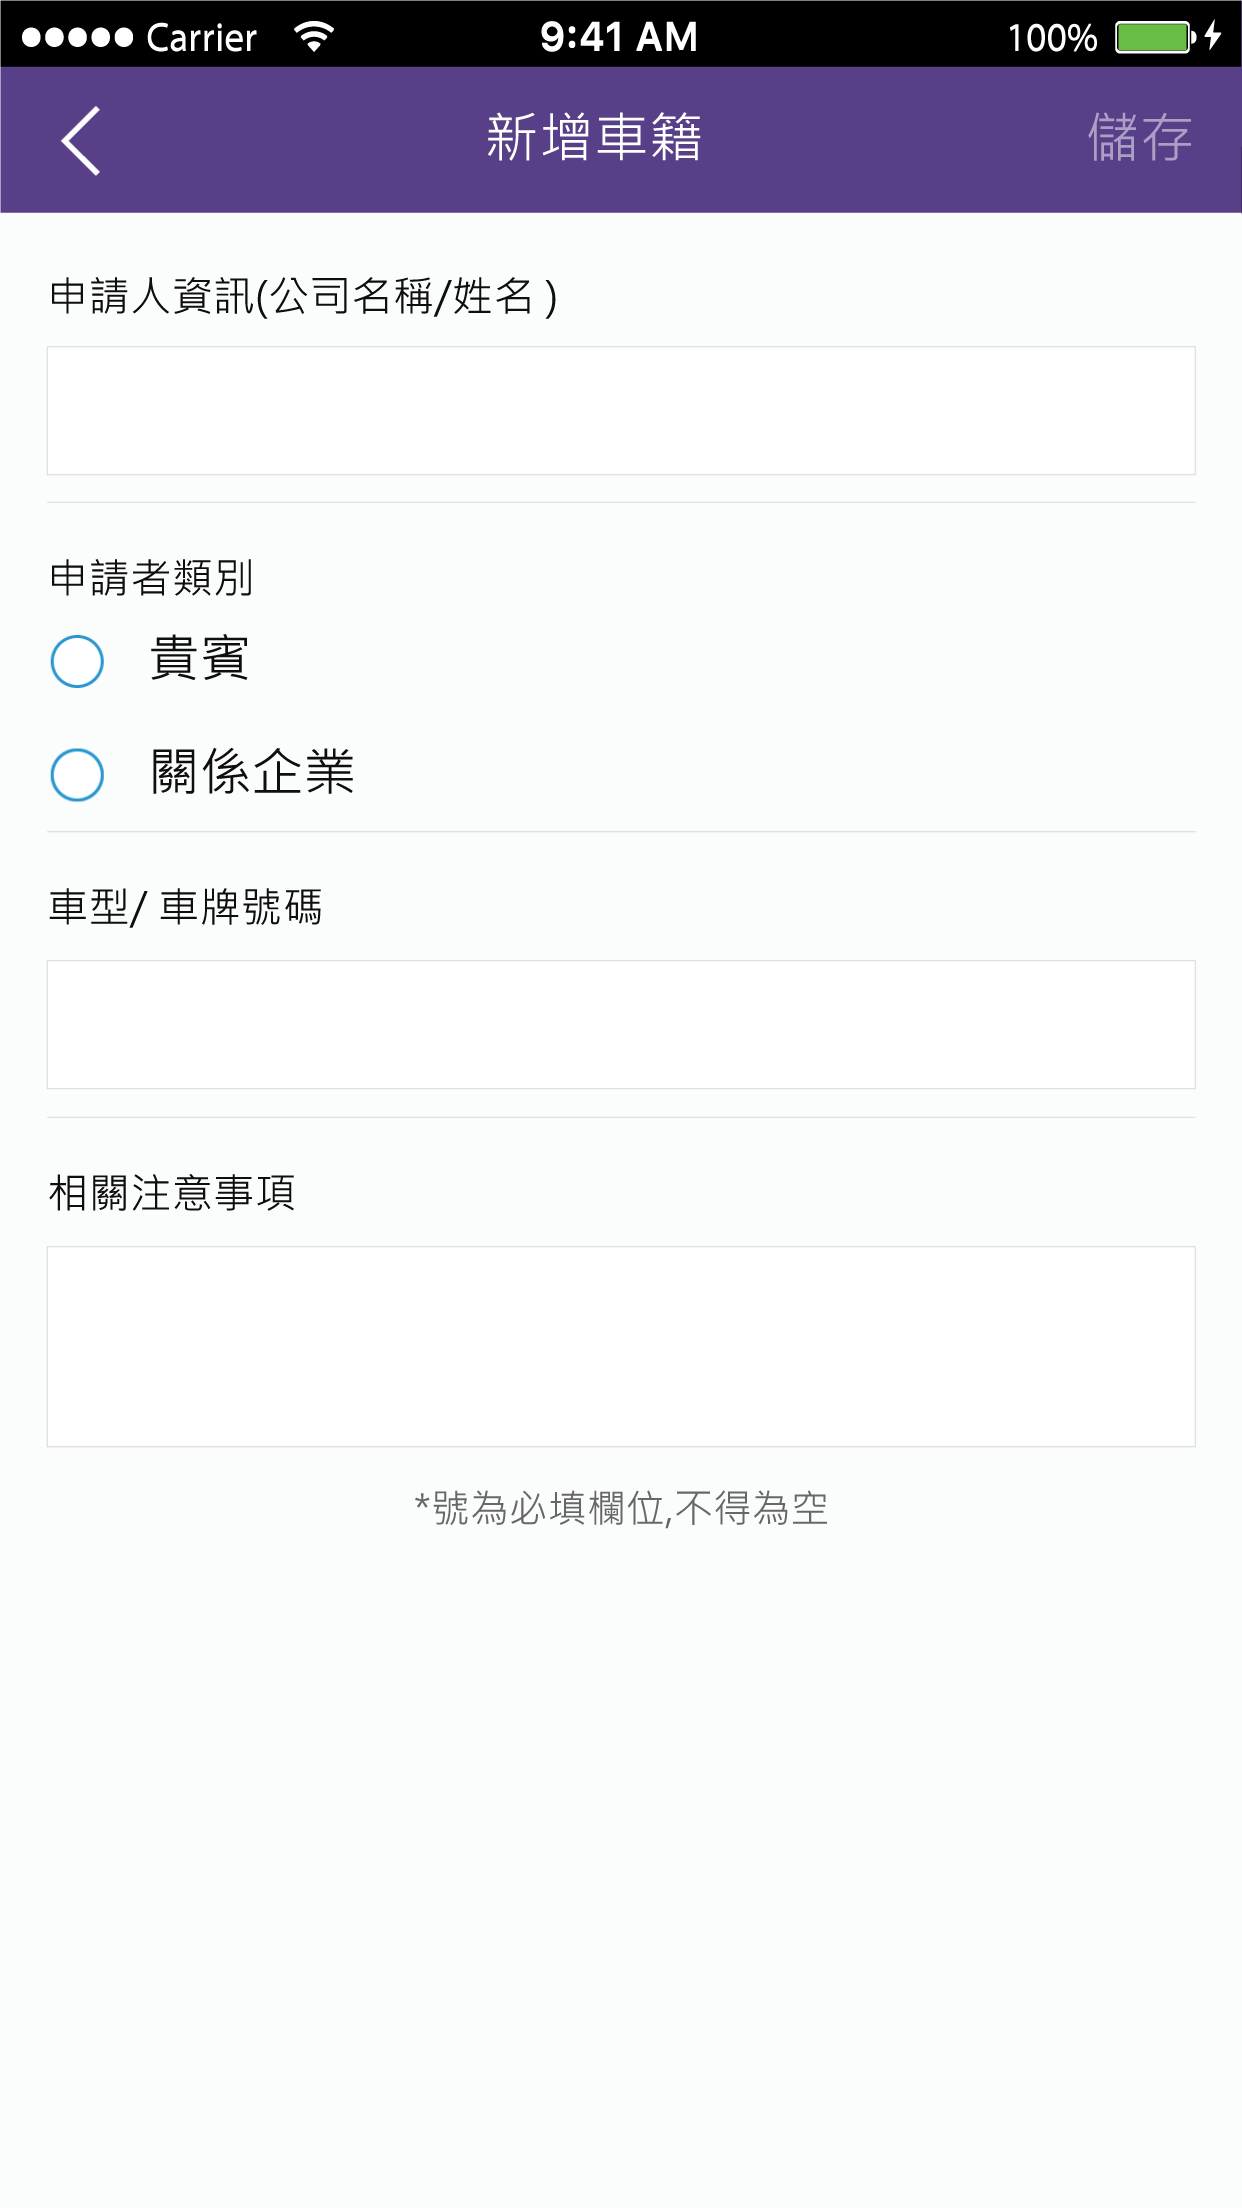 Carrier 9:41 AM 100%
新增車籍 儲存
申請人資訊(公司名稱/姓名 )
申請者類別
貴賓
關係企業
車型/ 車牌號碼
相關注意事項
*號為必填欄位,不得為空